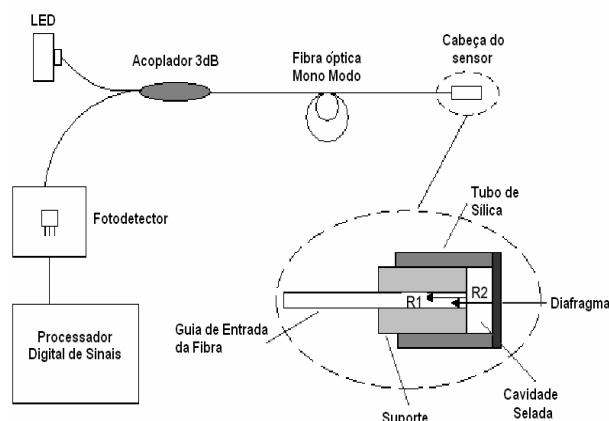 LED
Acoplador 3dB
Fibra óptica
Mono Modo
Cabeça do
sensor
Fotodetector
Processador
Digital de Sinais
Tubo de
Sílica
R1
R2
Diafragma
Guia de Entrada
da Fibra
Suporte
Cavidade
Selada